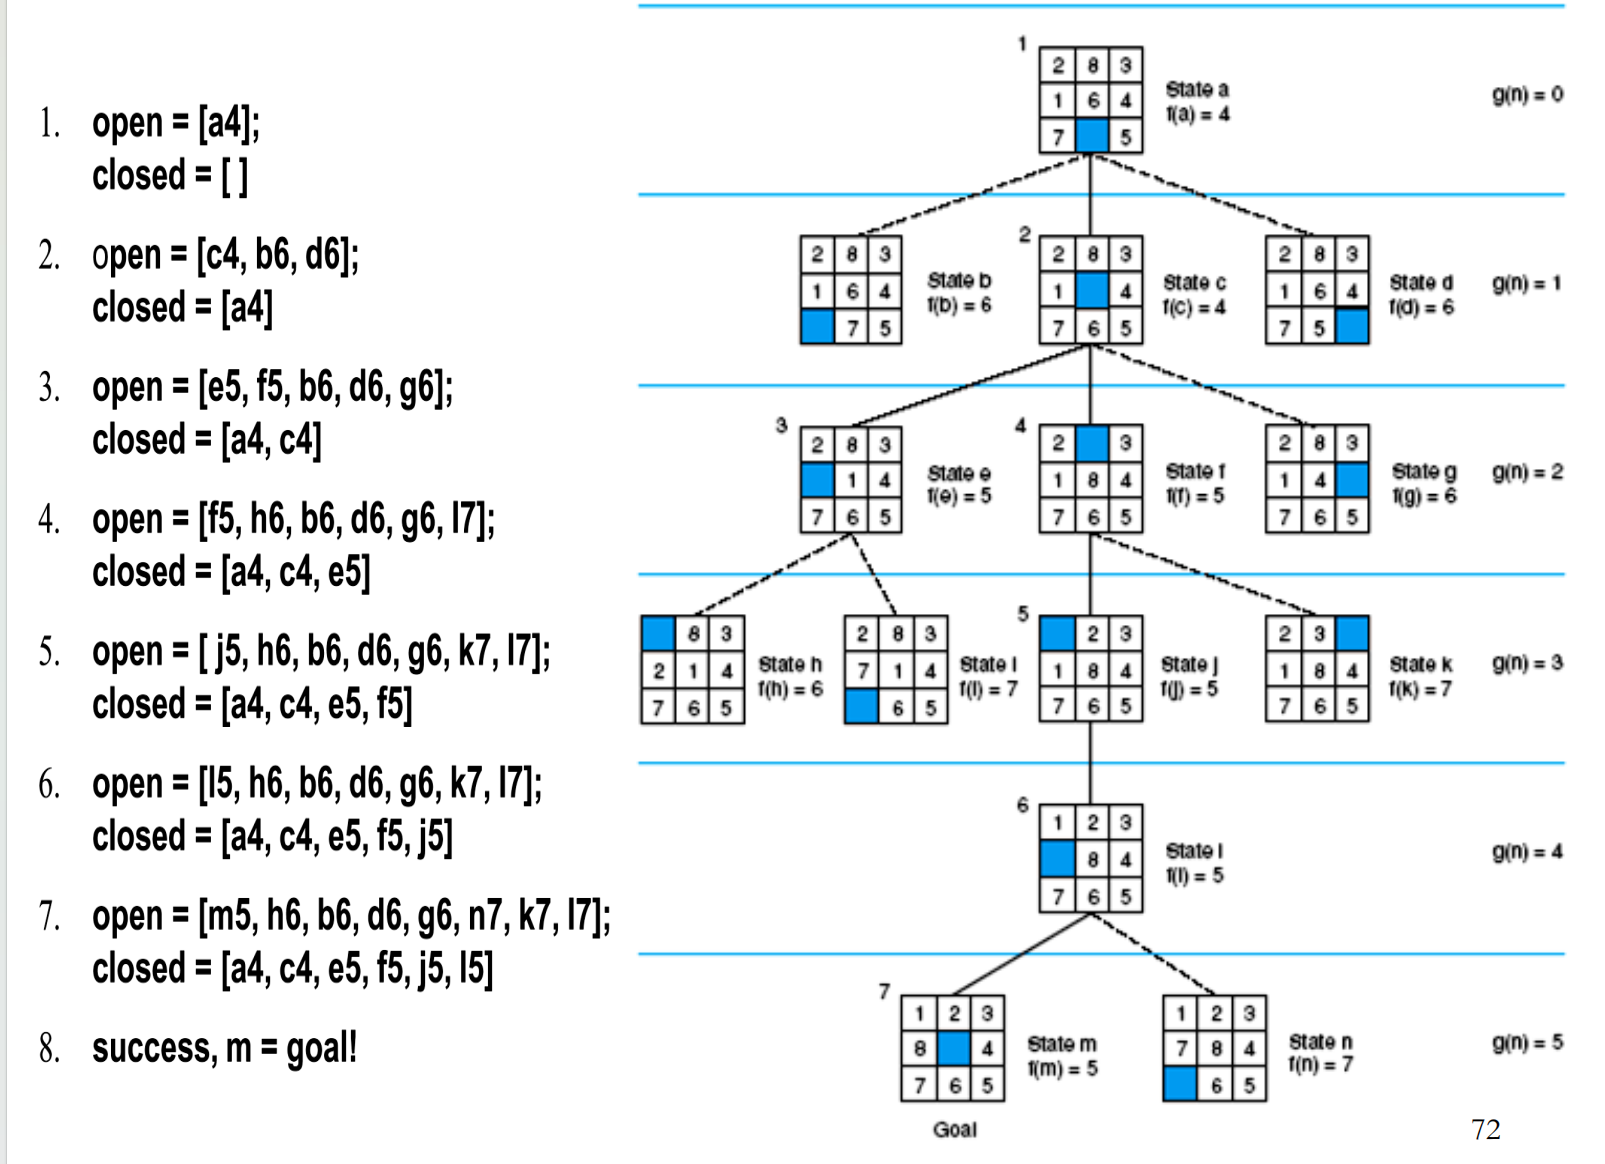 1. open = [a4];
closed = [ ]
2. open = [c4, b6, d6];
closed = [a4]
3. open = [e5, f5, b6, d6, g6];
closed = [a4, c4]
4. open = [f5, h6, b6, d6, g6, l7];
closed = [a4, c4, e5]
5. open = [ j5, h6, b6, d6, g6, k7, l7];
closed = [a4, c4, e5, f5]
6. open = [l5, h6, b6, d6, g6, k7, l7];
closed = [a4, c4, e5, f5, j5]
7. open = [m5, h6, b6, d6, g6, n7, k7, l7];
closed = [a4, c4, e5, f5, j5, l5]
8. success, m = goal!
1
2 8 3
1 6 4
7 5
State a
f(a) = 4
g(n) = 0
2 8 3
1 6 4
7 5
State b
f(b) = 6
2
2 8 3
1 4
7 6 5
State c
f(c) = 4
2 8 3
1 6 4
7 5
State d
f(d) = 6
g(n) = 1
3
2 8 3
1 4
7 6 5
State e
f(e) = 5
4
2 3
1 8 4
7 6 5
State f
f(f) = 5
2 8 3
1 4
7 6 5
State g
f(g) = 6
g(n) = 2
8 3
2 1 4
7 6 5
State h
f(h) = 6
2 8 3
7 1 4
6 5
State l
f(l) = 7
5
2 3
1 8 4
7 6 5
State j
f(j) = 5
2 3
1 8 4
7 6 5
State k
f(k) = 7
g(n) = 3
6
1 2 3
8 4
7 6 5
State l
f(l) = 5
g(n) = 4
7
1 2 3
8 4
7 6 5
State m
f(m) = 5
Goal
1 2 3
7 8 4
6 5
State n
f(n) = 7
g(n) = 5
72